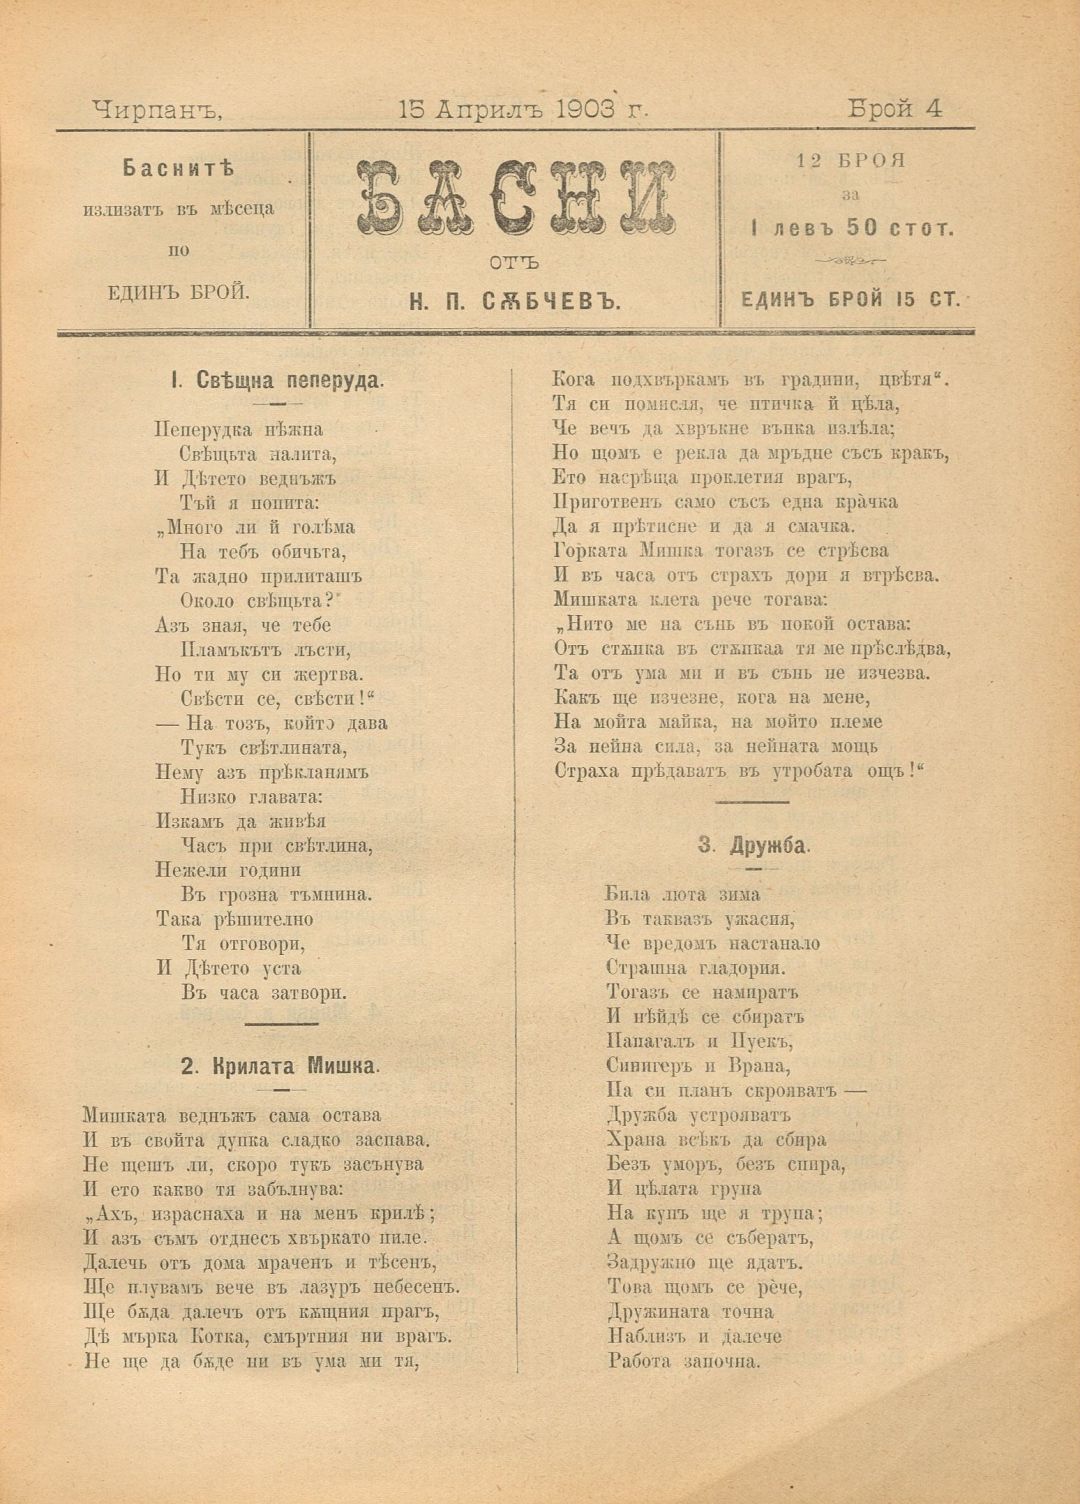 Чирпанъ,
15 Априлъ 1903 г.
Брой 4
Баснитѣ
излизатъ въ мѣсеца
по
ЕДИНЪ БРОЙ.
БАСНИ
ОТЪ
Н. П. СѪБЧЕВЪ.
12 БРОЯ
за
1 левъ 50 стот.
ЕДИНЪ БРОЙ 15 СТ.
1. Свѣщна пеперуда.
Пеперудка нѣжна
Свѣщьта налита,
И Дѣтето веднъжъ
Тъй я попита:
„Много ли й голѣма
На тебъ обичьта,
Та жадно прилиташъ
Около свѣщьта?"
Азъ зная, че тебе
Пламъкътъ лъсти,
Но ти му си жертва.
Свѣсти се, свѣсти!“
— На тозъ, който дава
Тукъ свѣтлината,
Нему азъ прѣкланямъ
Низко главата:
Изкамъ да живѣя
Часъ при свѣтлина,
Нежели години
Въ грозна тъмнина.
Така рѣшително
Тя отговори,
И Дѣтето уста
Въ часа затвори.
2. Крилата Мишка.
Мишката веднъжъ сама остава
И въ свойта дупка сладко заспава.
Не щешъ ли, скоро тукъ засънува
И ето какво тя забълнува:
„Ахъ, израснаха и на менъ крилѣ;
И азъ съмъ отднесъ хвъркато пиле.
Далечь отъ дома мраченъ и тѣсенъ,
Ще плувамъ вече въ лазуръ небесенъ.
Ще бѫда далечъ отъ кѫщния прагъ,
Дѣ мърка Котка, смъртния ни врагъ.
Не ще да бѫде ни въ ума ми тя,
Кога подхвъркамъ въ градини, цвѣтя“.
Тя си помисля, че птичка й цѣла,
Че вечъ да хвръкне вънка излѣла;
Но щомъ е рекла да мръдне съсъ кракъ,
Ето насрѣща проклетия врагъ,
Приготвенъ само съсъ една кра̀чка
Да я прѣтисне и да я смачка.
Горката Мишка тогазъ се стрѣсва
И въ часа отъ страхъ дори я втрѣсва.
Мишката клета рече тогава:
„Нито ме на сънь въ покой остава:
Отъ стѫпка въ стѫпкаа тя ме прѣслѣдва,
Та отъ ума ми и въ сънь не изчезва.
Какъ ще изчезне, кога на мене,
На мойта майка, на мойто племе
За нейна сила, за нейната мощь
Страха прѣдаватъ въ утробата ощъ!“
3. Дружба.
Била люта зима
Въ таквазъ ужасия,
Че вредомъ настанало
Страшна гладория.
Тогазъ се намиратъ
И нѣйдѣ се сбиратъ
Папагалъ и Пуекъ,
Синигеръ и Врана,
Па си планъ скрояватъ —
Дружба устрояватъ
Храна всѣкъ да сбира
Безъ уморъ, безъ спира,
И цѣлата група
На купъ ще я трупа;
А щомъ се събератъ,
Задружно ще ядатъ.
Това щомъ се рѐче,
Дружината точна
Наблизъ и далече
Работа започна.